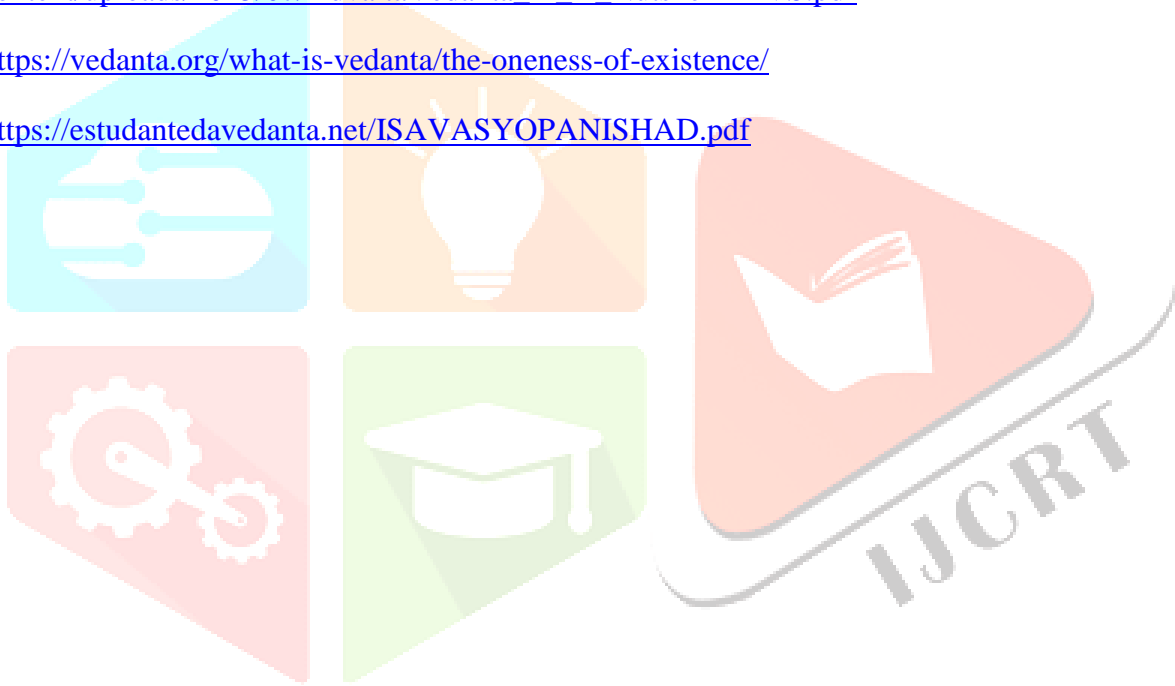 ttps://vedanta.org/what-is-vedanta/the-oneness-of-existence/
ttps://estudantedavedanta.net/ISAVASYOPANISHAD.pdf
IJCRT